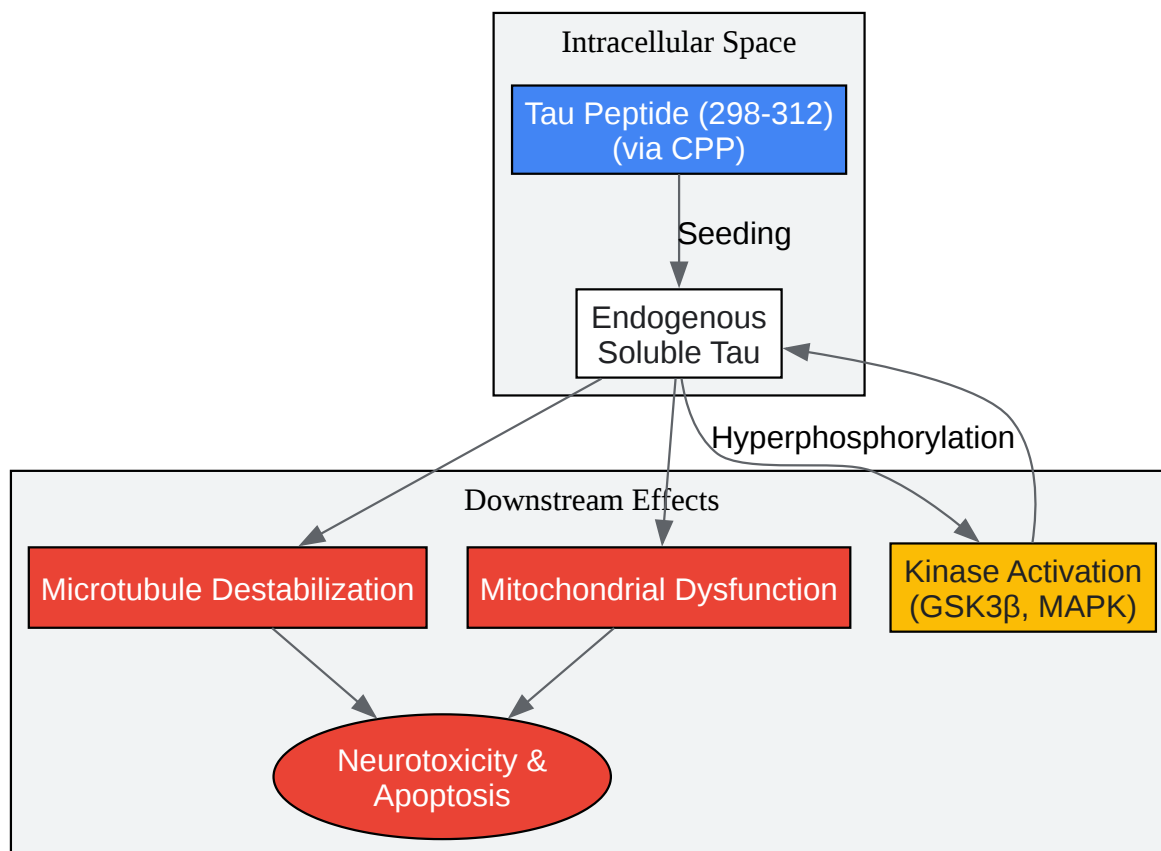 Intracellular Space
Tau Peptide (298-312)
(via CPP)
Seeding
Endogenous
Soluble Tau
Hyperphosphorylation
Downstream Effects
Microtubule Destabilization
Mitochondrial Dysfunction
Kinase Activation
(GSK3β, MAPK)
Neurotoxicity &
Apoptosis